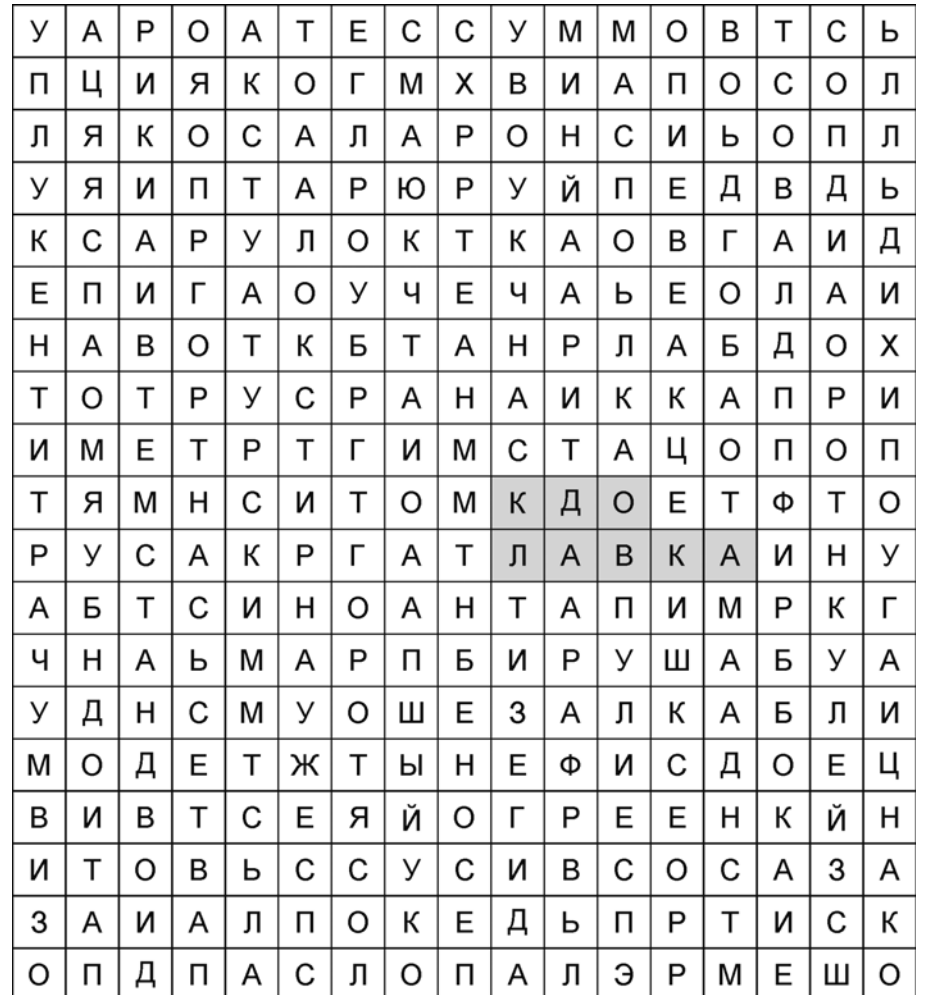 У А Р О А Т Е С С У М М О В Т С Ь
П Ц И Я К О Г М Х В И А П О С О Л
Л Я К О С А Л А Р О Н С И Ь О П Л
У Я И П Т А Р Ю Р У Й П Е Д В Д Ь
К С А Р У Л О К Т К А О В Г А И Д
Е П И Г А О У Ч Е Ч А Ь Е О Л А И
Н А В О Т К Б Т А Н Р Л А Б Д О Х
Т О Т Р У С Р А Н А И К К А П Р И
И М Е Т Р Т Г И М С Т А Ц О П О П
Т Я М Н С И Т О М К Д О Е Т Ф Т О
Р У С А К Р Г А Т Л А В К А И Н У
А Б Т С И Н О А Н Т А П И М Р К Г
Ч Н А Ь М А Р П Б И Р У Ш А Б У А
У Д Н С М У О Ш Е З А Л К А Б Л И
М О Д Е Т Ж Т Ы Н Е Ф И С Д О Е Ц
В И В Т С Е Я Й О Г Р Е Е Н К Й Н
И Т О В Ь С С У С И В С О С А З А
З А И А Л П О К Е Д Ь П Р Т И С К
О П Д П А С Л О П А Л Э Р М Е Ш О